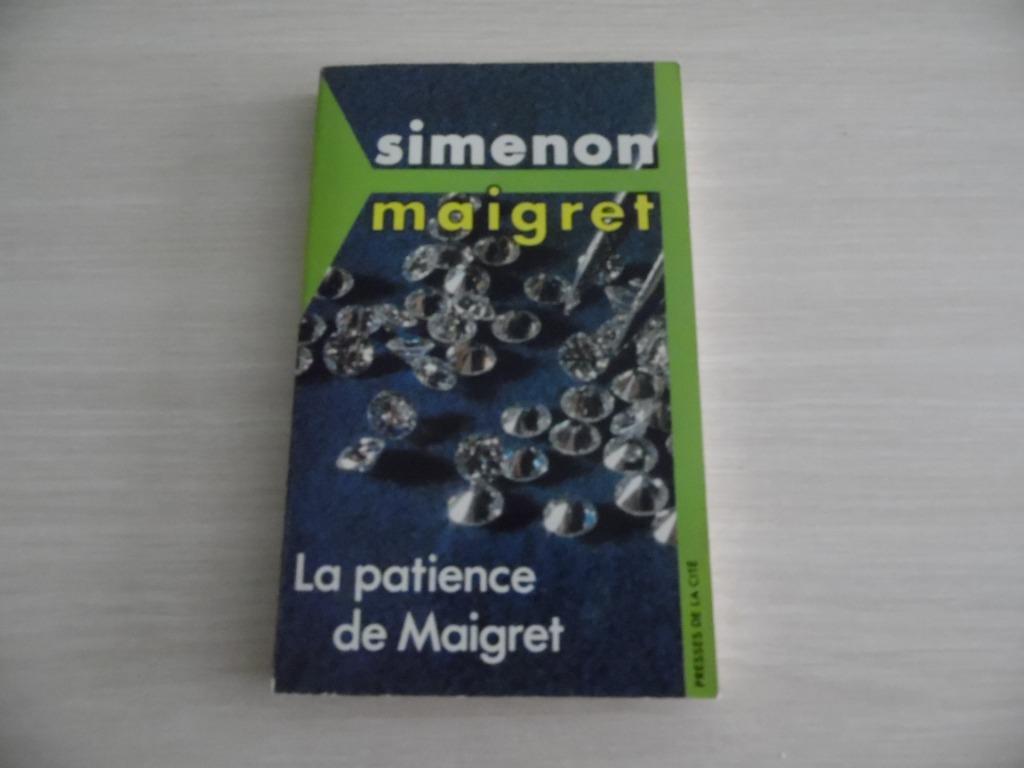 simenon
maigret
La patience
de Maigret
PRESSES DE LA CITÉ